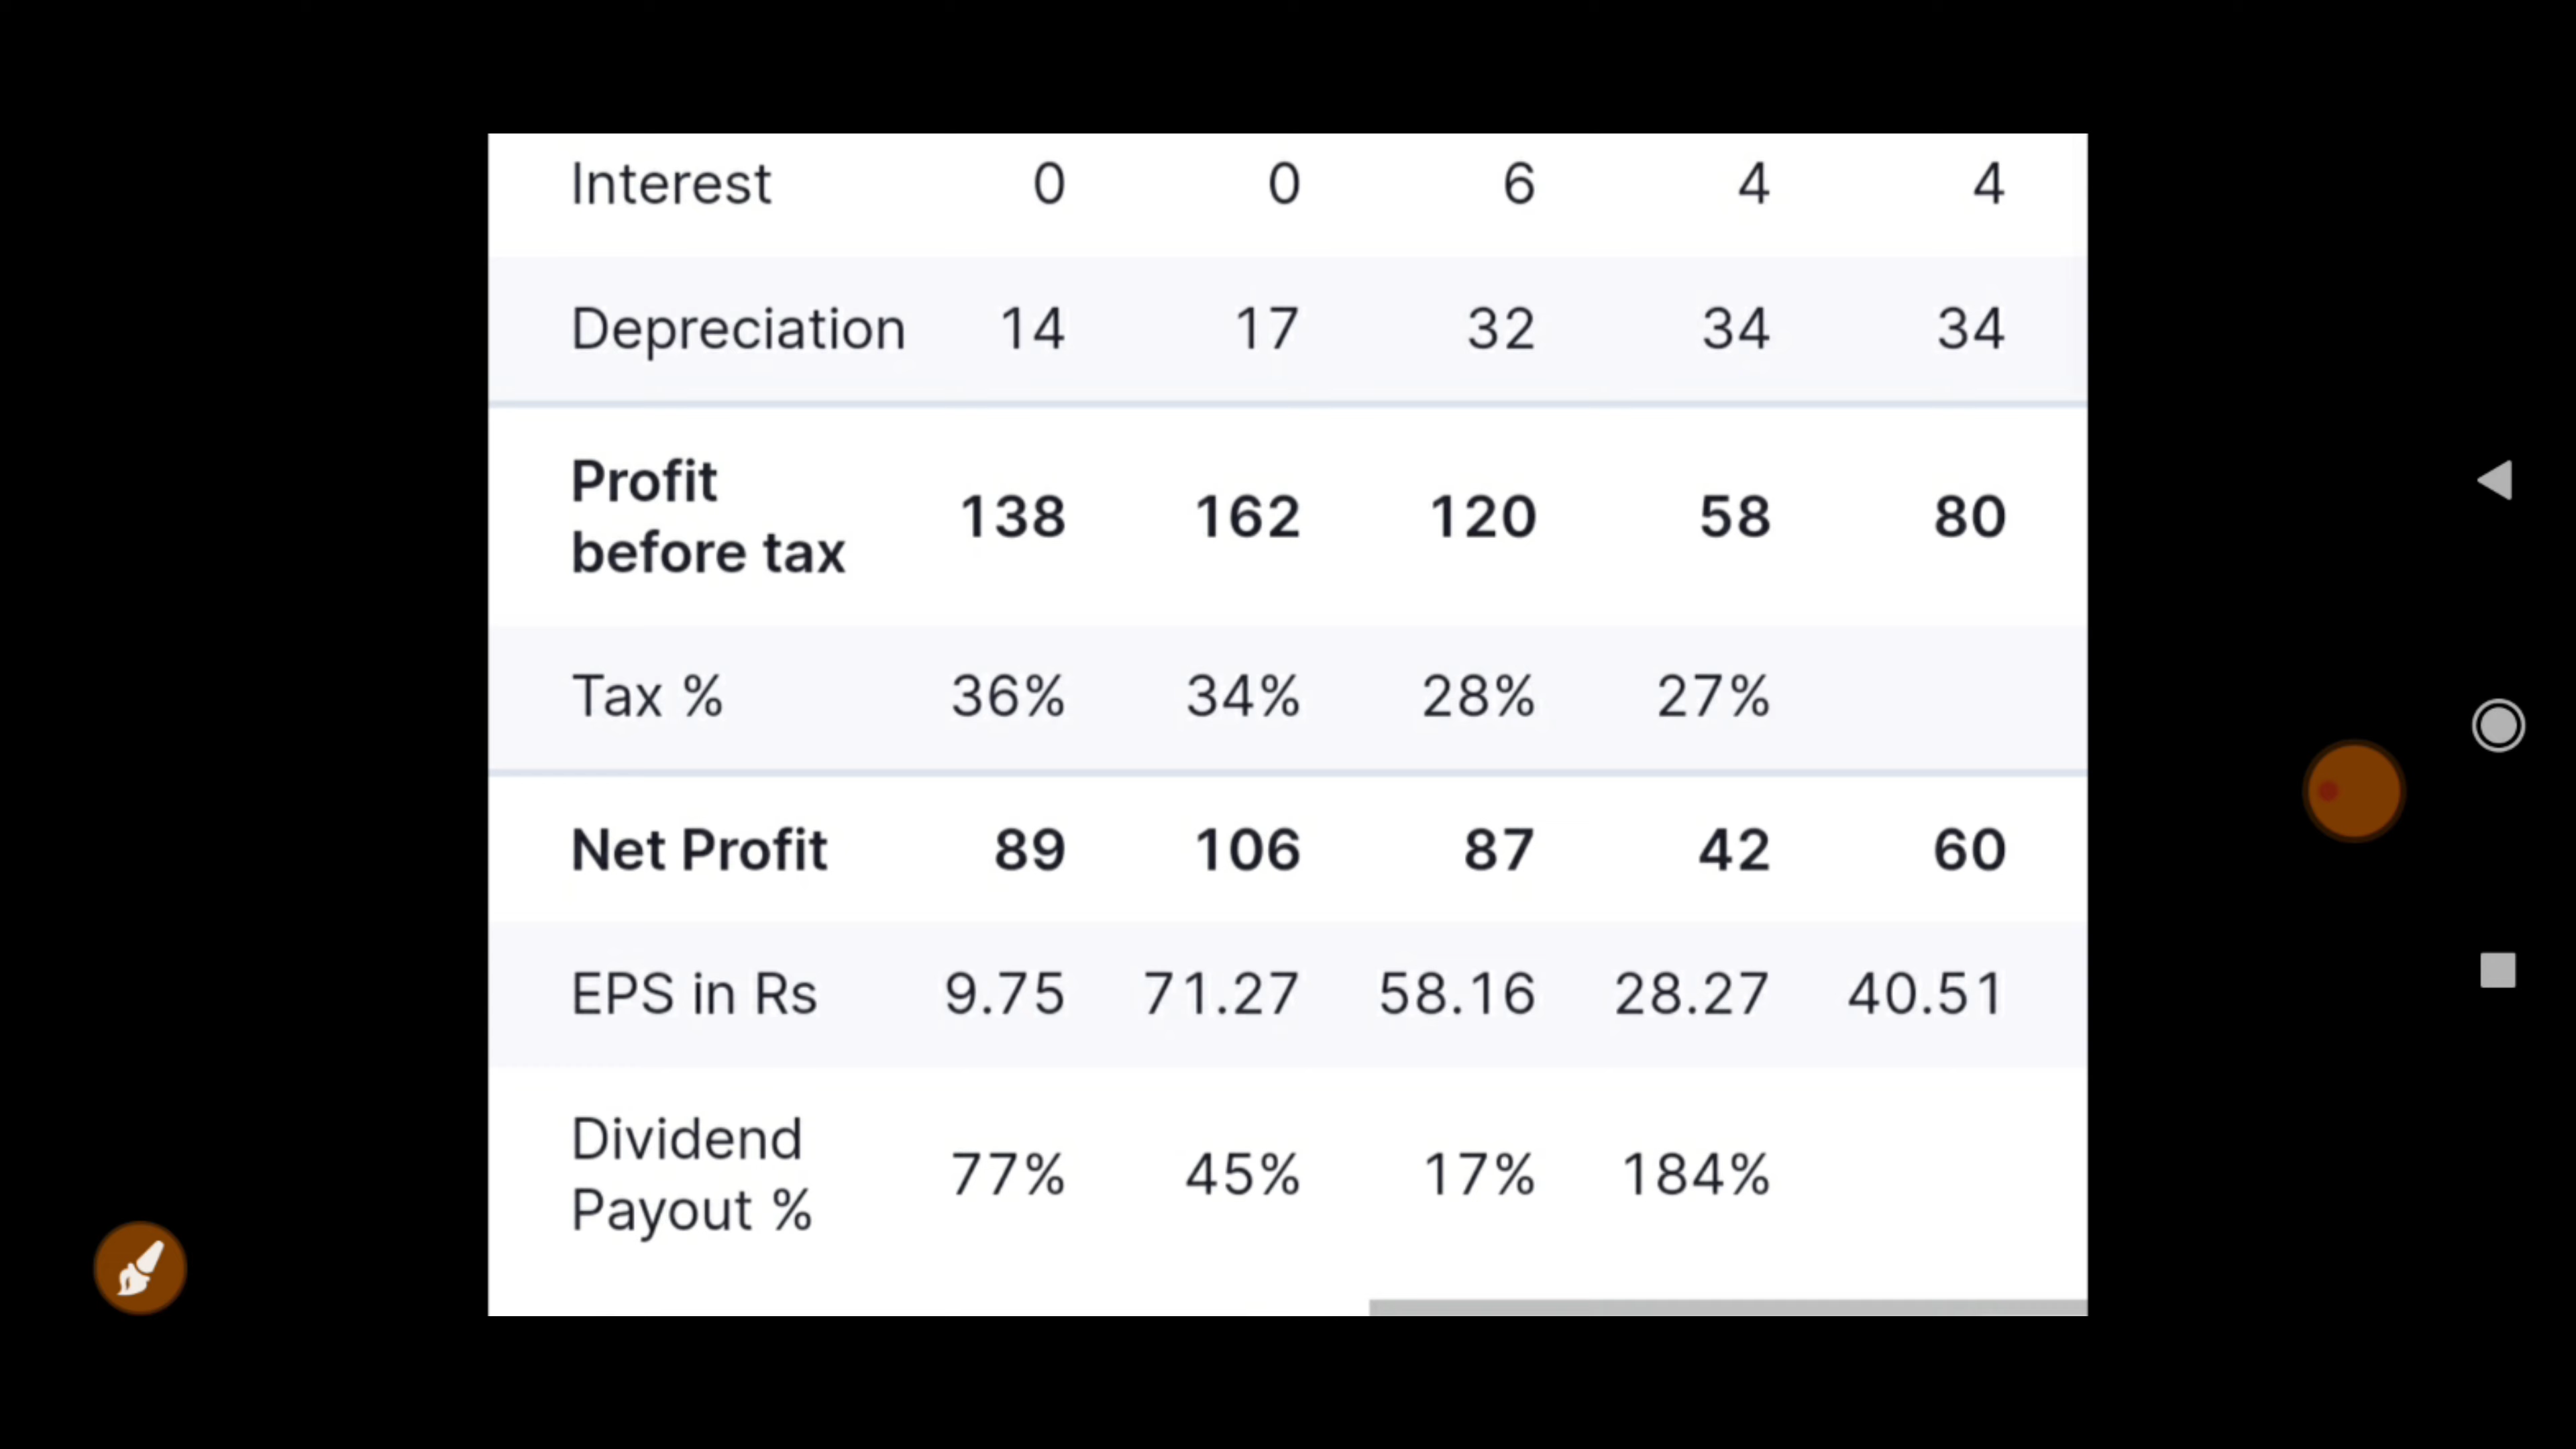 Interest 0 0 6 4 4
Depreciation 14 17 32 34 34
Profit
before tax 138 162 120 58 80
Tax % 36% 34% 28% 27%
Net Profit 89 106 87 42 60
EPS in Rs 9.75 71.27 58.16 28.27 40.51
Dividend
Payout % 77% 45% 17% 184%